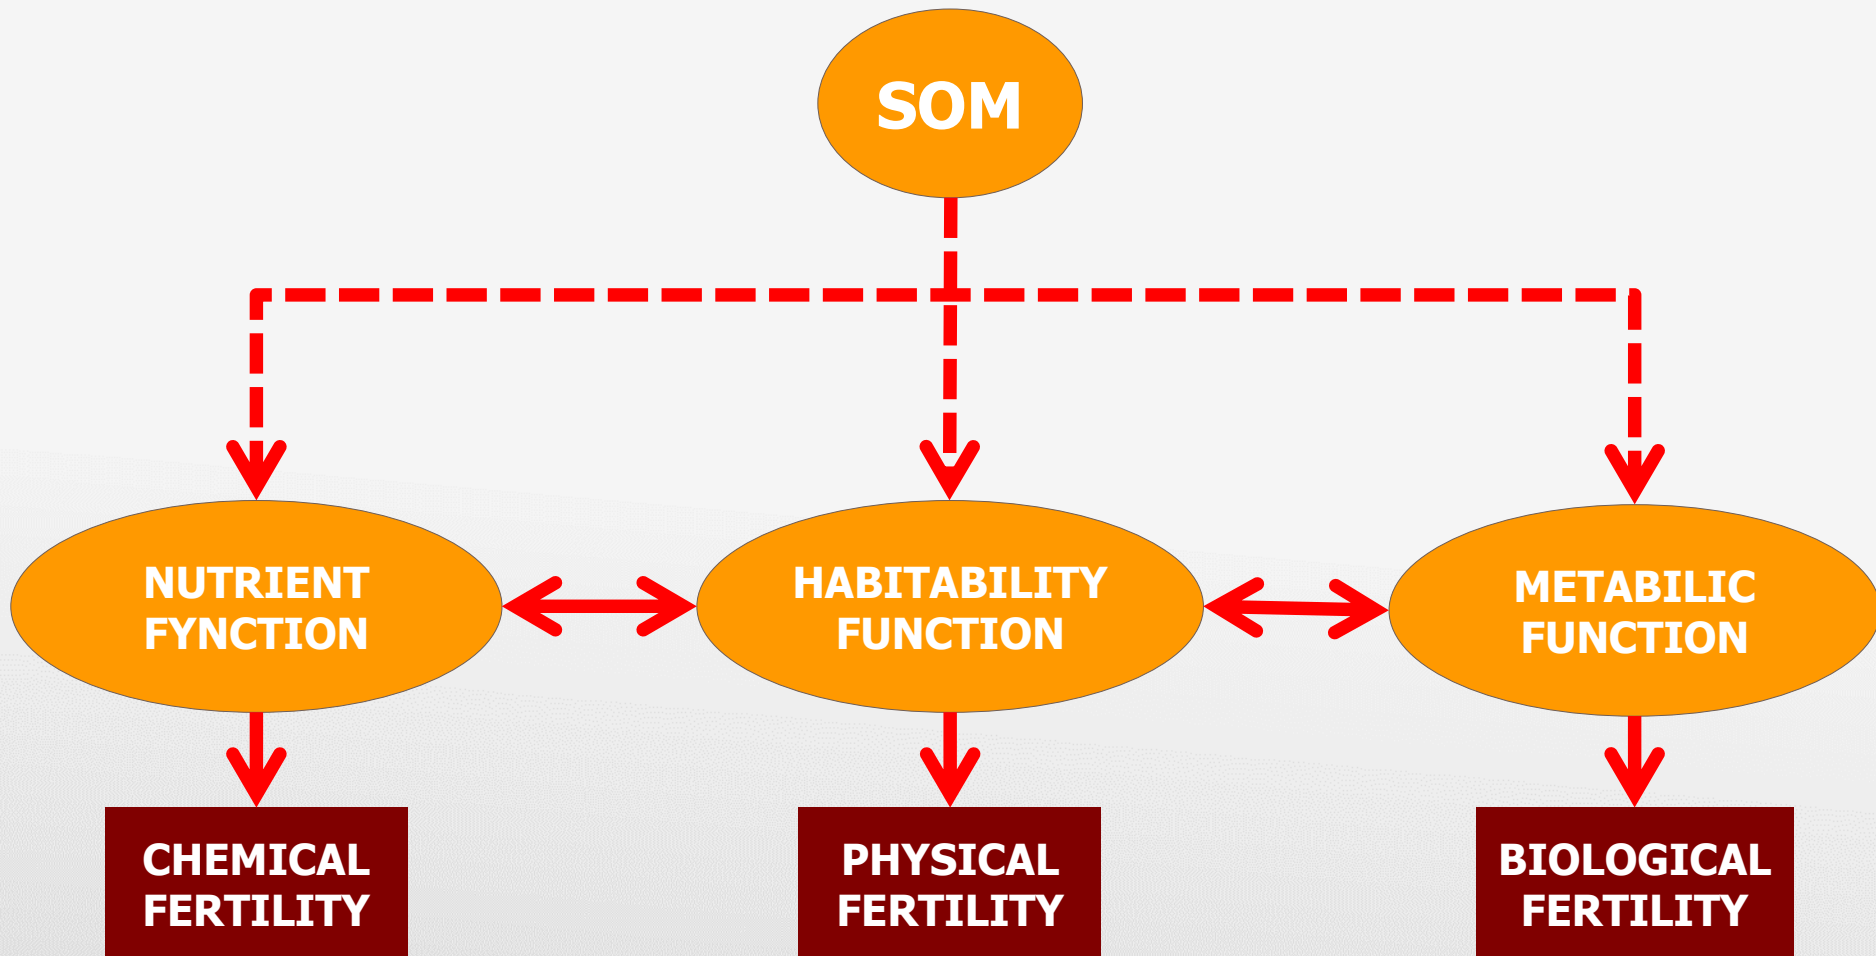 SOM
NUTRIENT
FYNCTION
HABITABILITY
FUNCTION
METABILIC
FUNCTION
CHEMICAL
FERTILITY
PHYSICAL
FERTILITY
BIOLOGICAL
FERTILITY